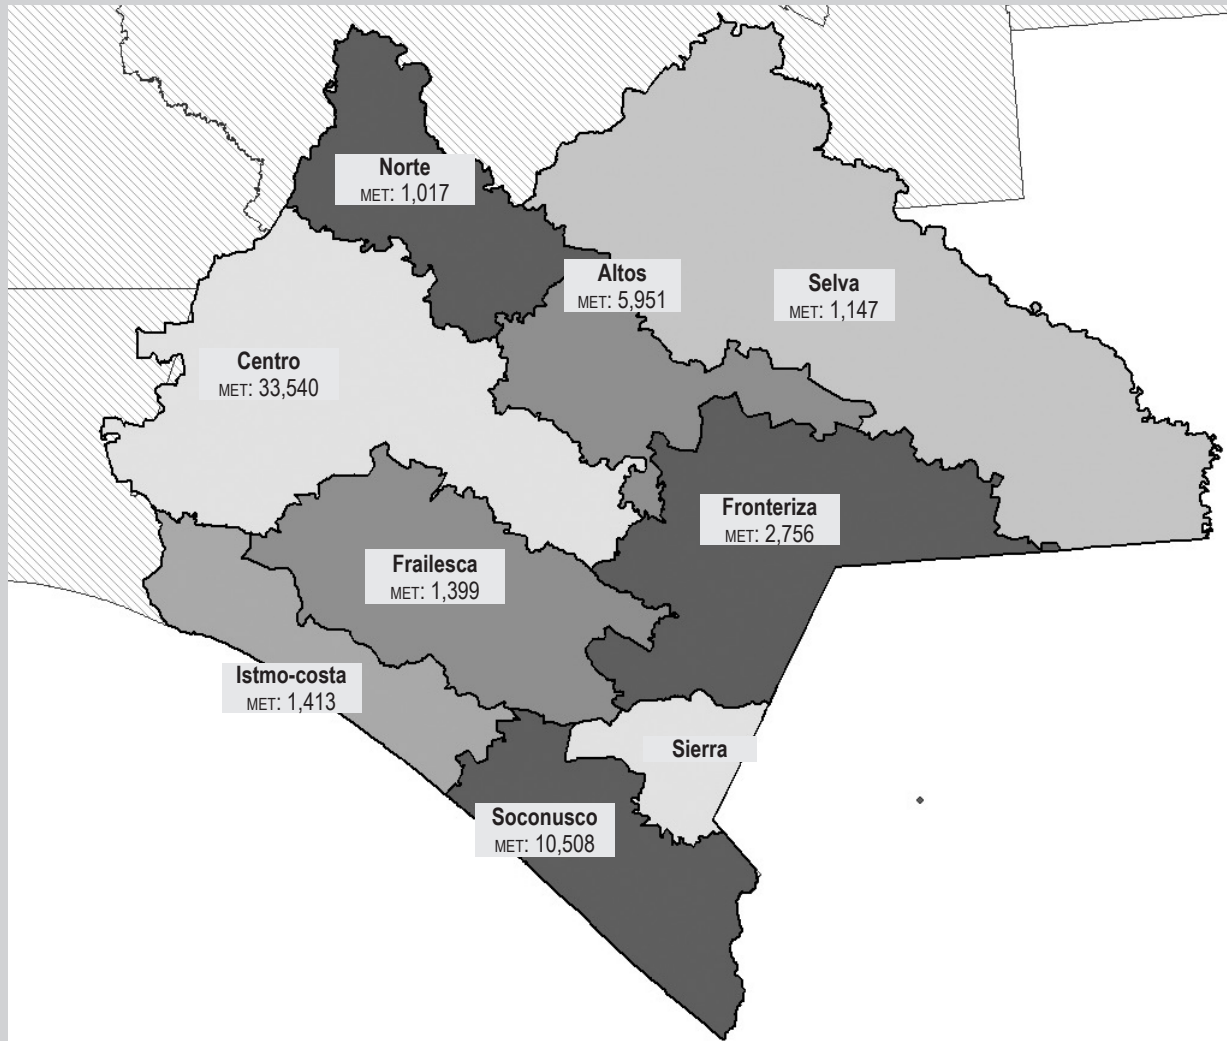 Norte
MET: 1,017
Altos
MET: 5,951
Selva
MET: 1,147
Centro
MET: 33,540
Fronteriza
MET: 2,756
Frailesca
MET: 1,399
Istmo-costa
MET: 1,413
Sierra
Soconusco
MET: 10,508